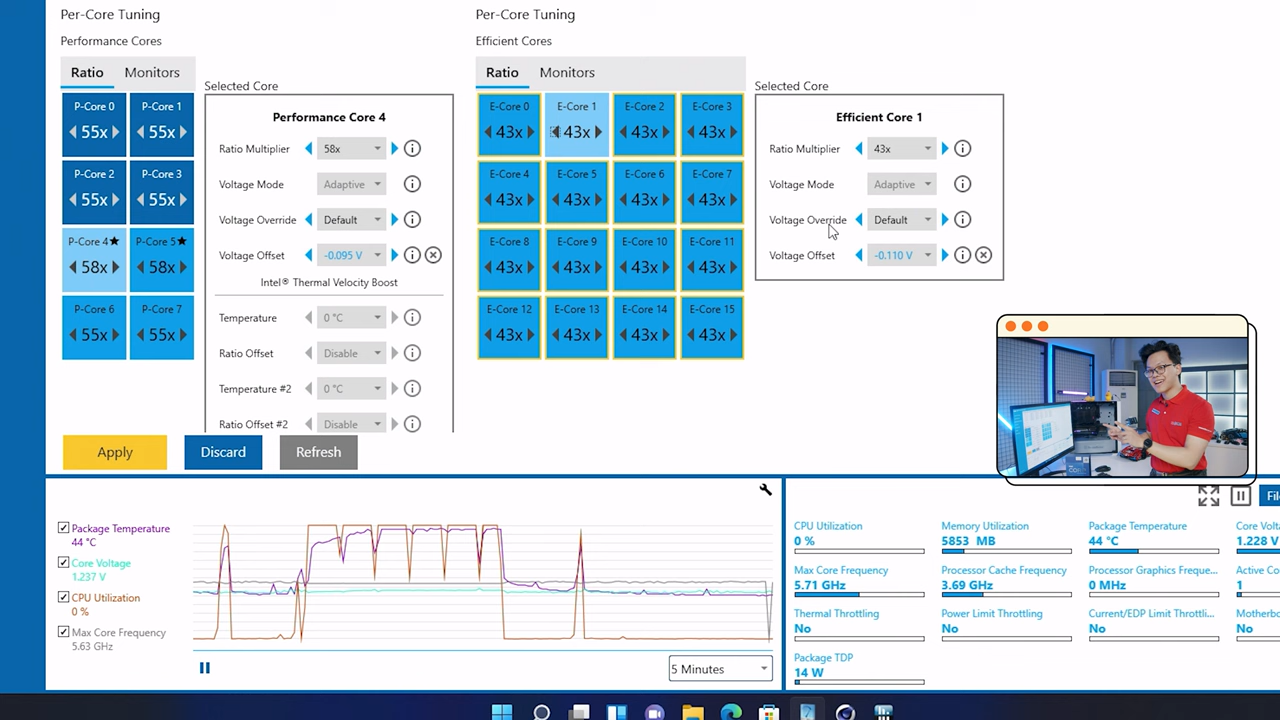 Per-Core Tuning
Performance Cores
Ratio Monitors
P-Core 0 P-Core 1
55x 55x
P-Core 2 P-Core 3
55x 55x
P-Core 4★ P-Core 5★
58x 58x
P-Core 6 P-Core 7
55x 55x
Selected Core
Performance Core 4
Ratio Multiplier 58x
Voltage Mode Adaptive
Voltage Override Default
Voltage Offset -0.095 V
Intel® Thermal Velocity Boost
Temperature 0 °C
Ratio Offset Disable
Temperature #2 0 °C
Ratio Offset #2 Disable
Per-Core Tuning
Efficient Cores
Ratio Monitors
E-Core 0 E-Core 1 E-Core 2 E-Core 3
43x 43x 43x 43x
E-Core 4 E-Core 5 E-Core 6 E-Core 7
43x 43x 43x 43x
E-Core 8 E-Core 9 E-Core 10 E-Core 11
43x 43x 43x 43x
E-Core 12 E-Core 13 E-Core 14 E-Core 15
43x 43x 43x 43x
Selected Core
Efficient Core 1
Ratio Multiplier 43x
Voltage Mode Adaptive
Voltage Override Default
Voltage Offset -0.110 V
Apply Discard Refresh
Package Temperature
44 °C
Core Voltage
1.237 V
CPU Utilization
0 %
Max Core Frequency
5.63 GHz
5 Minutes
CPU Utilization Memory Utilization Package Temperature Core Volta
0 % 5853 MB 44 °C 1.228 V
Max Core Frequency Processor Cache Frequency Processor Graphics Freque... Active Co
5.71 GHz 3.69 GHz 0 MHz 1
Thermal Throttling Power Limit Throttling Current/EDP Limit Throttli... Motherbo
No No No No
Package TDP
14 W